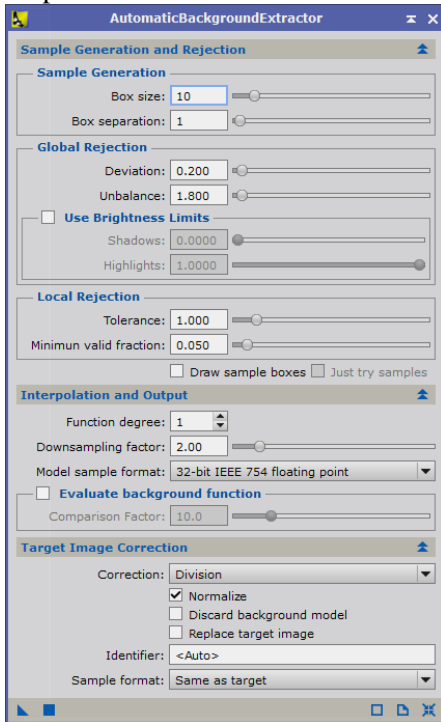 AutomaticBackgroundExtractor
Sample Generation and Rejection
Sample Generation
Box size: 10
Box separation: 1
Global Rejection
Deviation: 0.200
Unbalance: 1.800
Use Brightness Limits
Shadows: 0.0000
Highlights: 1.0000
Local Rejection
Tolerance: 1.000
Minimun valid fraction: 0.050
Draw sample boxes Just try samples
Interpolation and Output
Function degree: 1
Downsampling factor: 2.00
Model sample format: 32-bit IEEE 754 floating point
Evaluate background function
Comparison Factor: 10.0
Target Image Correction
Correction: Division
Normalize
Discard background model
Replace target image
Identifier: <Auto>
Sample format: Same as target